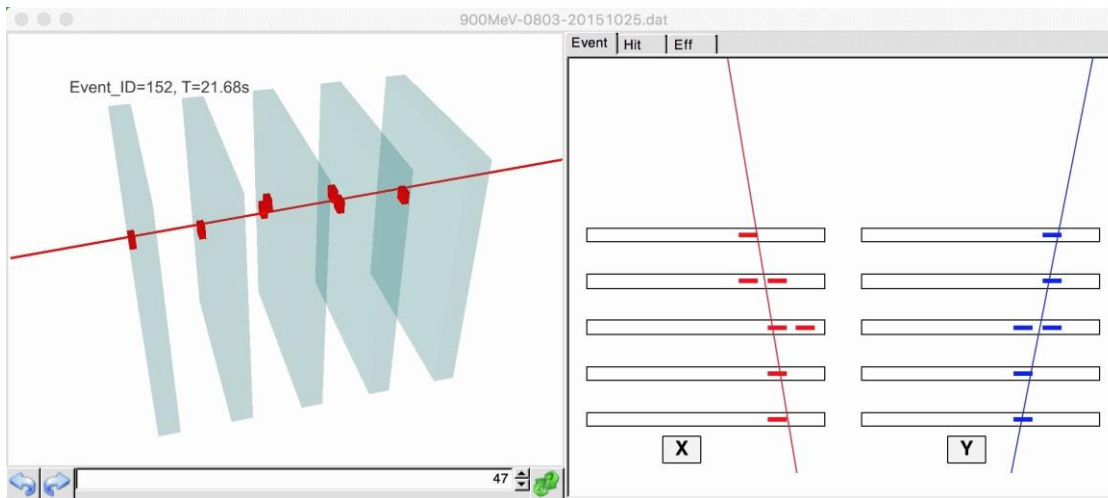 900MeV-0803-20151025.dat
Event Hit Eff
Event_ID=152, T=21.68s
X Y
47